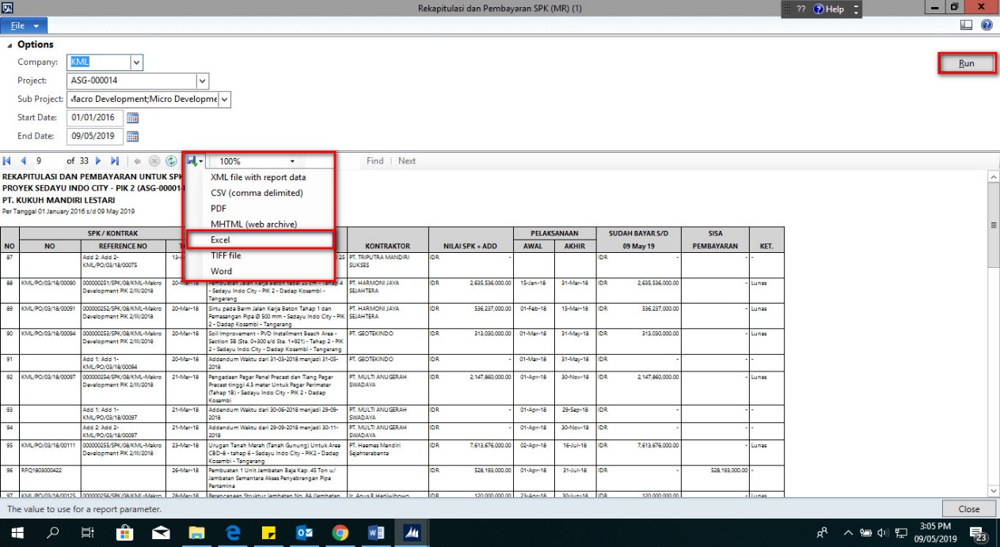 Rekapitulasi dan Pembayaran SPK (MR) (1)
?? Help
File
Options
Company: KML
Run
Project: ASG-000014
Sub Project: Macro Development;Micro Developme
Start Date: 01/01/2016
End Date: 09/05/2019
9 of 33 100% Find | Next
REKAPITULASI DAN PEMBAYARAN UNTUK SPK
PROYEK SEDAYU INDO CITY - PIK 2 (ASG-000014
PT. KUKUH MANDIRI LESTARI
Per Tanggal 01 January 2016 s/d 09 May 2019
XML file with report data
CSV (comma delimited)
PDF
MHTML (web archive)
Excel
TIFF file
Word
SPK / KONTRAK PELAKSANAAN SUDAH BAYAR S/D SISA
NO NO REFERENCE NO KONTRAKTOR NILAI SPK + ADD AWAL AKHIR 09 May 19 PEMBAYARAN KET.
87 Add 2: Add 2- 25 PT. TRIPUTRA MANDIRI IDR - IDR - - -
KML/PO/03/18/00075 SUKSES
88 KML/PO/03/18/00090 000000251/SPK/08/KML-Makro 20-Mar-18 Pembuatan Jalan Kerja Beton tebal 25 cm - Tahap 4 PT. HARMONI JAYA IDR 2,635,536,000.00 15-Jan-18 31-Mar-18 IDR 2,635,536,000.00 - Lunas
Development PIK 2/III/2018 - Sedayu Indo City - PIK 2 - Dadap Kosambi - SEJAHTERA
Tangerang
89 KML/PO/03/18/00091 000000252/SPK/08/KML-Makro 20-Mar-18 Sirtu pada Berm Jalan Kerja Beton Tahap 1 dan PT. HARMONI JAYA IDR 536,237,000.00 01-Feb-18 15-Mar-18 IDR 536,237,000.00 - Lunas
Development PIK 2/III/2018 Pemasangan Pipa Ø 500 mm - Sedayu Indo City - PIK SEJAHTERA
2 - Dadap Kosambi - Tangerang
90 KML/PO/03/18/00094 000000253/SPK/08/KML-Makro 20-Mar-18 Soil Improvement - PVD Installment Beach Area - PT. GEOTEKINDO IDR 313,030,000.00 01-Mar-18 31-May-18 IDR 313,030,000.00 - Lunas
Development PIK 2/III/2018 Section 5B (Sta. 0+300 s/d Sta. 1+921) - Tahap 2 - PIK
2 - Sedayu Indo City - Dadap Kosambi - Tangerang
91 Add 1: Add 1- 20-Mar-18 Addendum Waktu dari 31-03-2018 menjadi 31-05- PT. GEOTEKINDO IDR - 01-Mar-18 31-May-18 IDR - - -
KML/PO/03/18/00094 2018
92 KML/PO/03/18/00097 000000254/SPK/08/KML-Makro 21-Mar-18 Pengadaan Pagar Panel Precast dan Tiang Pagar PT. MULTI ANUGERAH IDR 2,147,860,000.00 01-Apr-18 30-Nov-18 IDR 2,147,860,000.00 - Lunas
Development PIK 2/III/2018 Precast tinggi 4.5 meter Untuk Pagar Perimeter SWADAYA
(Tahap 1B) - Sedayu Indo City - PIK 2 - Dadap
Kosambi
93 Add 1: Add 1- 21-Mar-18 Addendum Waktu dari 30-06-2018 menjadi 29-09- PT. MULTI ANUGERAH IDR - 01-Apr-18 29-Sep-18 IDR - - -
KML/PO/03/18/00097 2018 SWADAYA
94 Add 2: Add 2- 21-Mar-18 Addendum Waktu dari 29-09-2018 menjadi 30-11- PT. MULTI ANUGERAH IDR - 01-Apr-18 30-Nov-18 IDR - - -
KML/PO/03/18/00097 2018 SWADAYA
95 KML/PO/03/18/00111 000000255/SPK/08/KML-Makro 23-Mar-18 Urugan Tanah Merah (Tanah Gunung) Untuk Area PT. Haemes Mandiri IDR 7,613,676,000.00 02-Apr-18 16-Jul-18 IDR 7,613,676,000.00 - Lunas
Development PIK 2/III/2018 CBD-8 - tahap 6 - Sedayu Indo City - PIK2 - Dadap Sejahterabanta
Kosambi - Tangerang
96 RFQ1803000422 26-Mar-18 Pembuatan 1 Unit Jembatan Baja Kap. 45 Ton u/ IDR 528,193,000.00 01-Apr-18 31-Jul-18 IDR - 528,193,000.00 -
Jembatan Sementara Akses Penyebrangan Pipa
Pertamina
97 KML/PO/03/18/00125 000000256/SPK/08/KML-Makro 28-Mar-18 Perencanaan Struktur Jembatan No. 8A (Jembatan Ir. Agus B Hardiwibowo IDR 120,000,000.00 23-Apr-18 30-Jun-18 IDR 120,000,000.00 - Lunas
The value to use for a report parameter.
Close
3:05 PM
09/05/2019
23